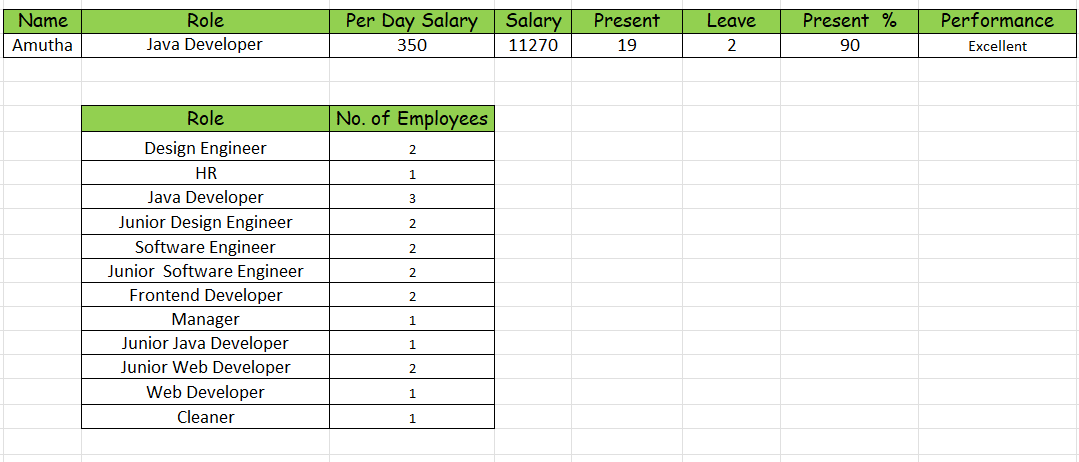 Name Role Per Day Salary Salary Present Leave Present % Performance
Amutha Java Developer 350 11270 19 2 90 Excellent
Role No. of Employees
Design Engineer 2
HR 1
Java Developer 3
Junior Design Engineer 2
Software Engineer 2
Junior Software Engineer 2
Frontend Developer 2
Manager 1
Junior Java Developer 1
Junior Web Developer 2
Web Developer 1
Cleaner 1